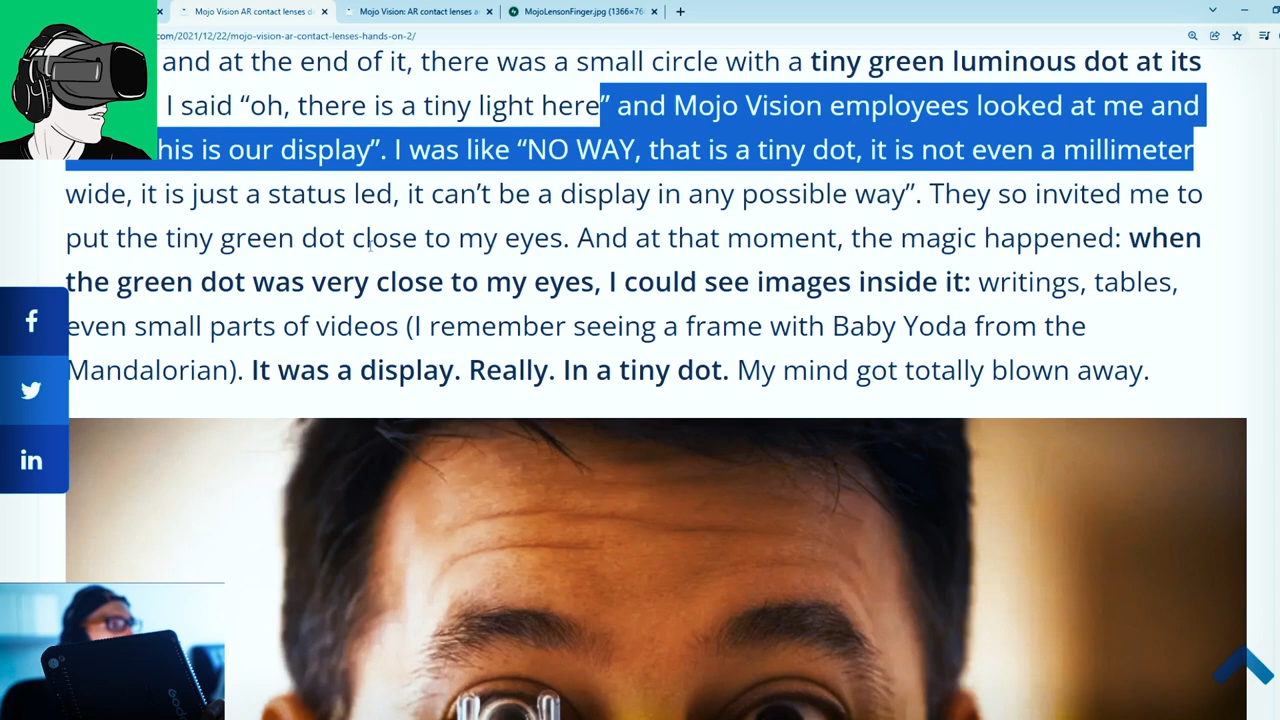 Mojo Vision AR contact lenses d
Mojo Vision: AR contact lenses a
MojoLensonFinger.jpg (1366×76
com/2021/12/22/mojo-vision-ar-contact-lenses-hands-on-2/
and at the end of it, there was a small circle with a tiny green luminous dot at its
I said “oh, there is a tiny light here” and Mojo Vision employees looked at me and
his is our display”. I was like “NO WAY, that is a tiny dot, it is not even a millimeter
wide, it is just a status led, it can’t be a display in any possible way”. They so invited me to
put the tiny green dot close to my eyes. And at that moment, the magic happened: when
the green dot was very close to my eyes, I could see images inside it: writings, tables,
even small parts of videos (I remember seeing a frame with Baby Yoda from the
Mandalorian). It was a display. Really. In a tiny dot. My mind got totally blown away.
f
in